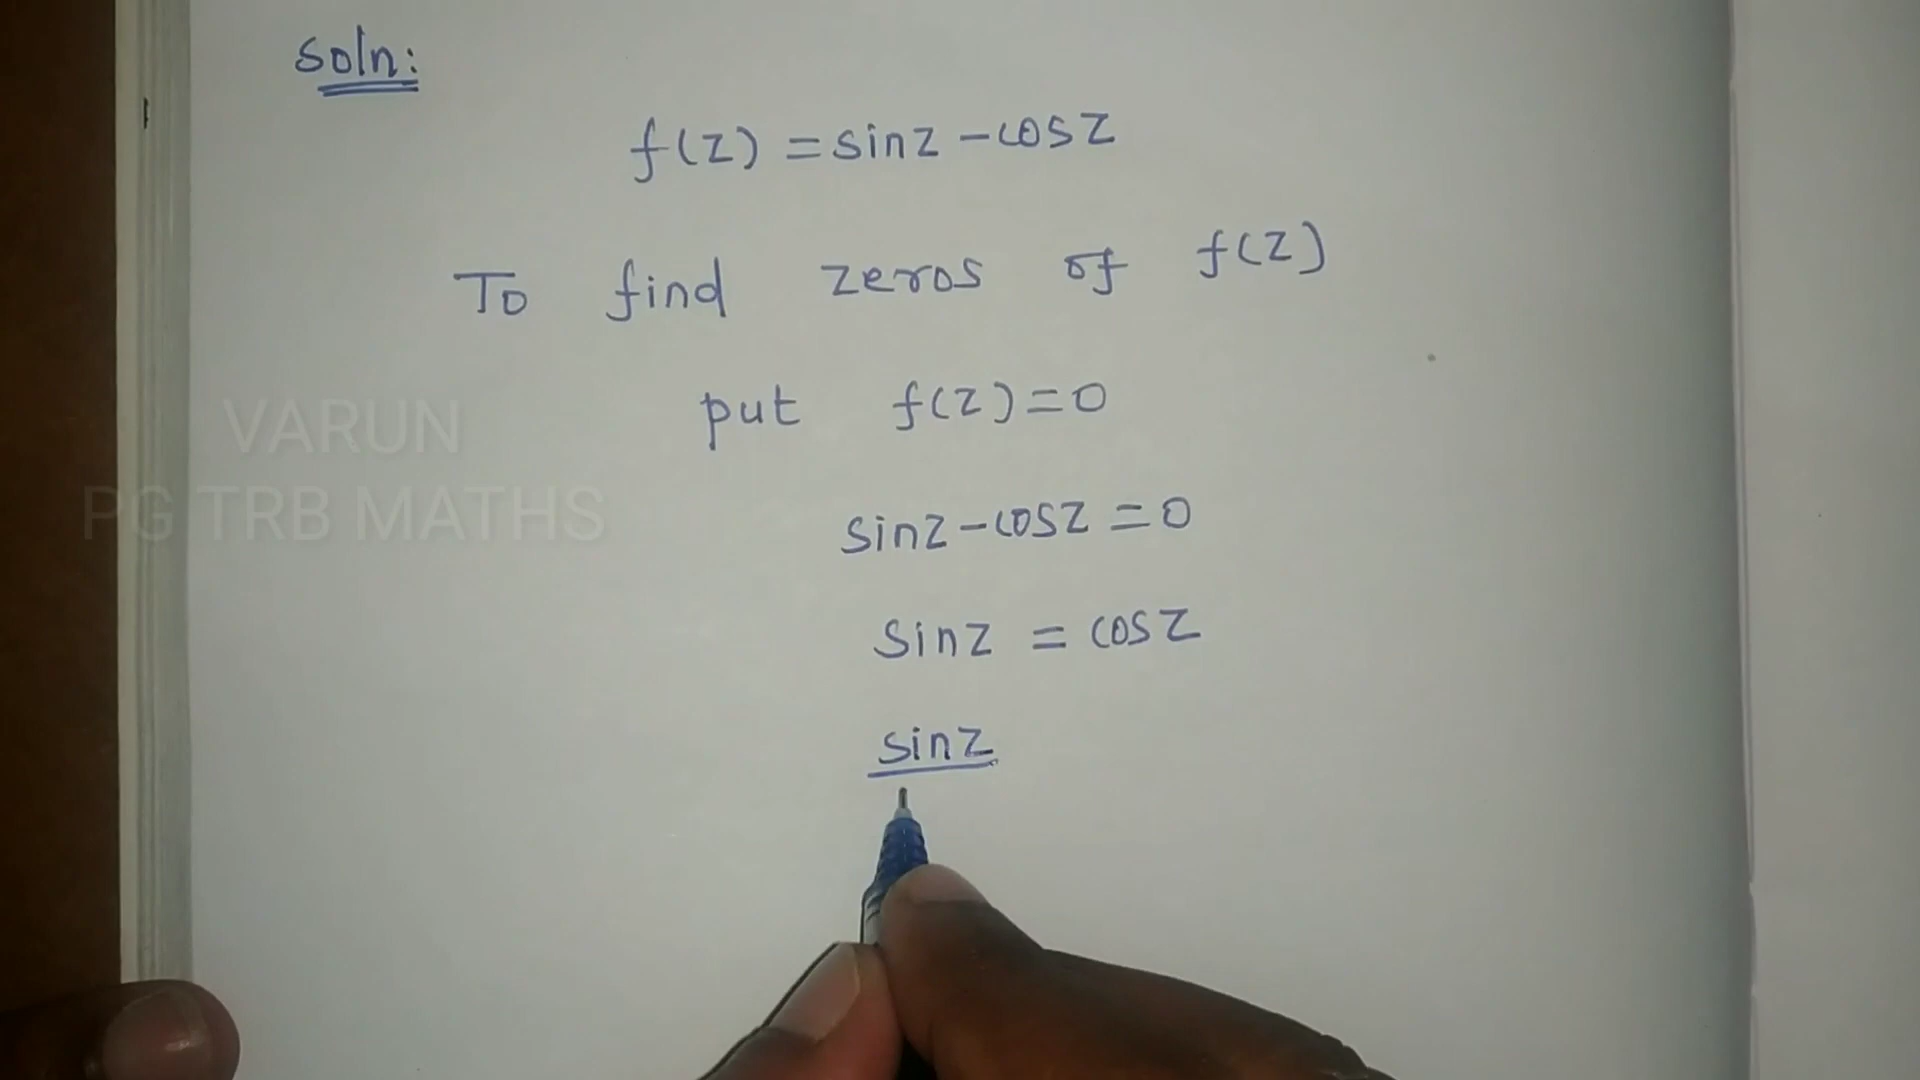 Soln:
f(z) = sinz - cosz
To find zeros of f(z)
put f(z) = 0
VARUN
PG TRB MATHS
sinz - cosz = 0
sinz = cosz
sinz